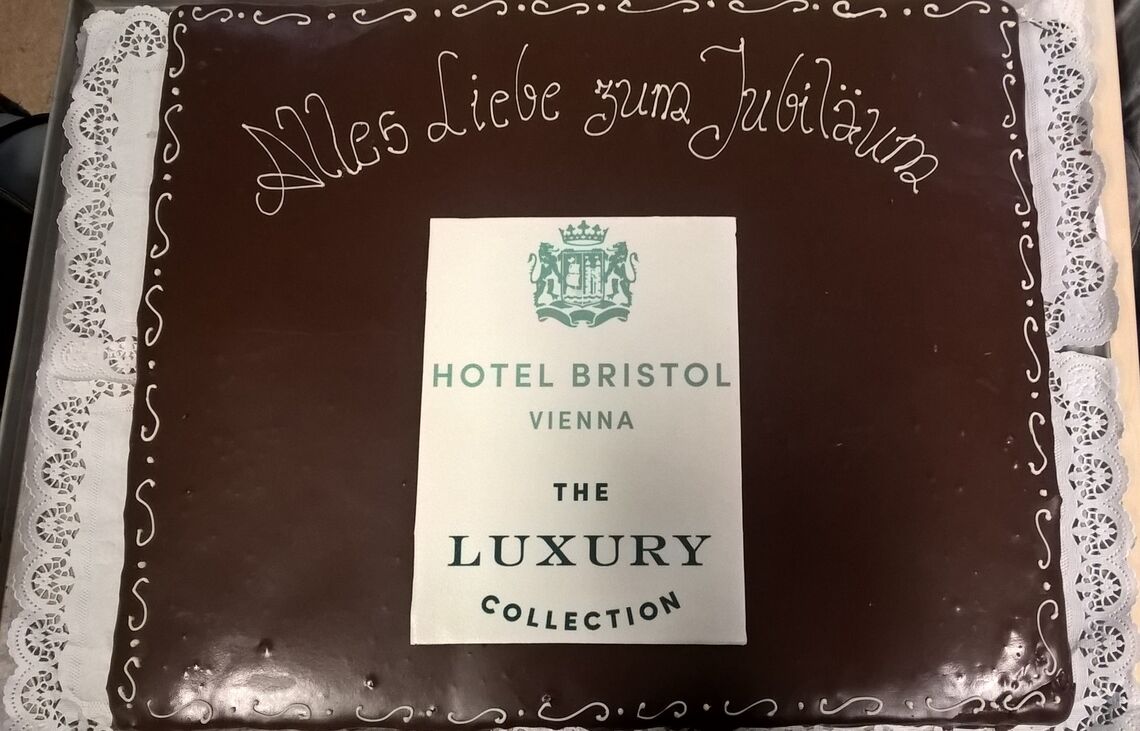 Alles Liebe zum Jubiläum
HOTEL BRISTOL
VIENNA
THE
LUXURY
COLLECTION